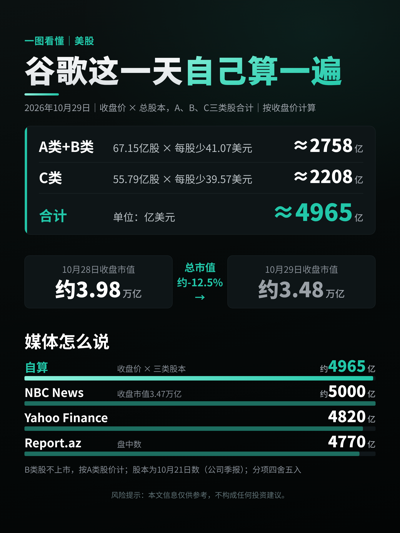 一图看懂｜美股
谷歌这一天自己算一遍
2026年10月29日｜收盘价 × 总股本，A、B、C三类股合计｜按收盘价计算
A类+B类 67.15亿股 × 每股少41.07美元 ≈2758亿
C类 55.79亿股 × 每股少39.57美元 ≈2208亿
合计 单位：亿美元 ≈4965亿
10月28日收盘市值
约3.98万亿
总市值
约-12.5%
→
10月29日收盘市值
约3.48万亿
媒体怎么说
自算 收盘价 × 三类股本 约4965亿
NBC News 收盘市值3.47万亿 约5000亿
Yahoo Finance 4820亿
Report.az 盘中数 4770亿
B类股不上市，按A类股价计；股本为10月21日数（公司季报）；分项四舍五入
风险提示：本文信息仅供参考，不构成任何投资建议。